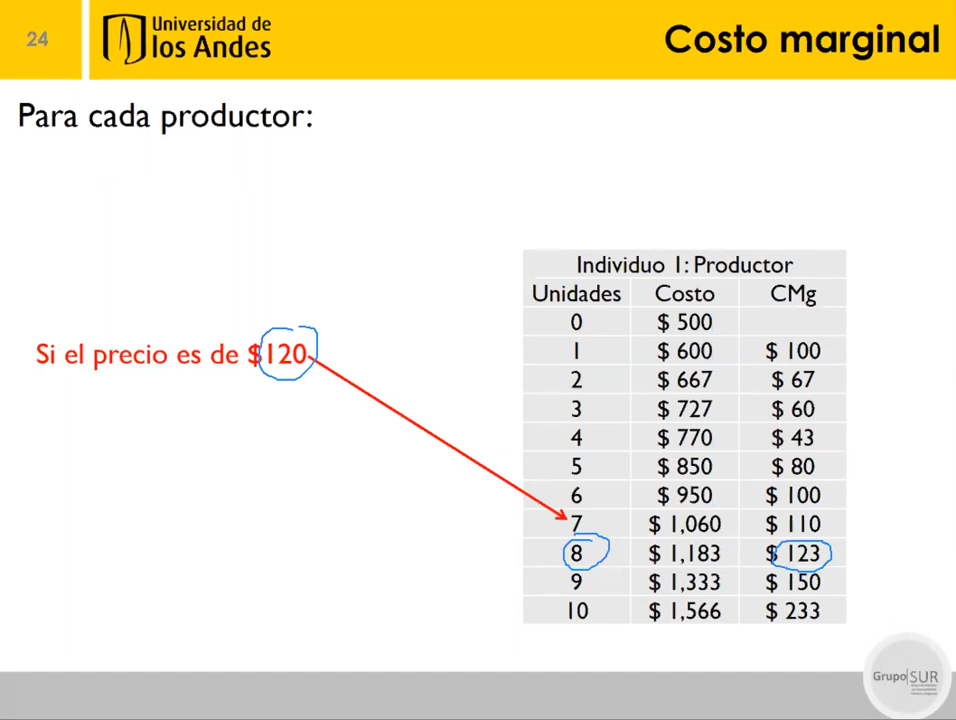 24
Universidad de
los Andes
Costo marginal
Para cada productor:
Si el precio es de $120
Individuo 1: Productor
Unidades Costo CMg
0 $ 500
1 $ 600 $ 100
2 $ 667 $ 67
3 $ 727 $ 60
4 $ 770 $ 43
5 $ 850 $ 80
6 $ 950 $ 100
7 $ 1,060 $ 110
8 $ 1,183 $ 123
9 $ 1,333 $ 150
10 $ 1,566 $ 233
Grupo|SUR